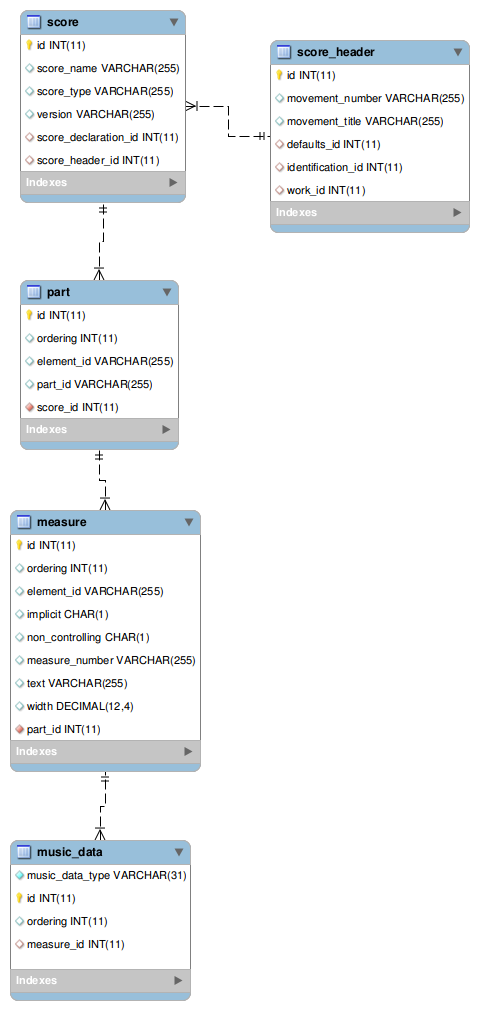 score
id INT(11)
score_name VARCHAR(255)
score_type VARCHAR(255)
version VARCHAR(255)
score_declaration_id INT(11)
score_header_id INT(11)
Indexes
score_header
id INT(11)
movement_number VARCHAR(255)
movement_title VARCHAR(255)
defaults_id INT(11)
identification_id INT(11)
work_id INT(11)
Indexes
part
id INT(11)
ordering INT(11)
element_id VARCHAR(255)
part_id VARCHAR(255)
score_id INT(11)
Indexes
measure
id INT(11)
ordering INT(11)
element_id VARCHAR(255)
implicit CHAR(1)
non_controlling CHAR(1)
measure_number VARCHAR(255)
text VARCHAR(255)
width DECIMAL(12,4)
part_id INT(11)
Indexes
music_data
music_data_type VARCHAR(31)
id INT(11)
ordering INT(11)
measure_id INT(11)
Indexes